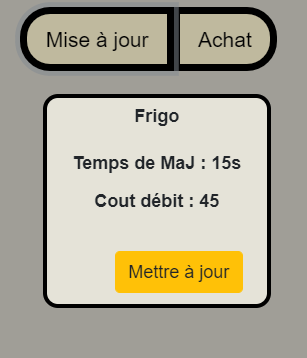 Mise à jour
Achat
Frigo
Temps de MaJ : 15s
Cout débit : 45
Mettre à jour